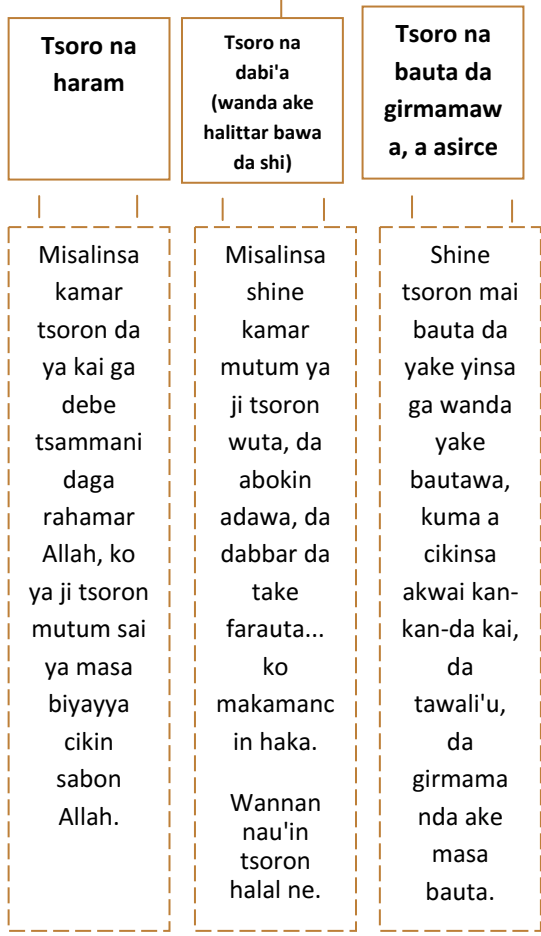 Tsoro na
haram
Tsoro na
dabi'a
(wanda ake
halittar bawa
da shi)
Tsoro na
bauta da
girmamaw
a, a asirce
Misalinsa
kamar
tsoron da
ya kai ga
debe
tsammani
daga
rahamar
Allah, ko
ya ji tsoron
mutum sai
ya masa
biyayya
cikin
sabon
Allah.
Misalinsa
shine
kamar
mutum ya
ji tsoron
wuta, da
abokin
adawa, da
dabbar da
take
farauta...
ko
makamanc
in haka.
Wannan
nau'in
tsoron
halal ne.
Shine
tsoron mai
bauta da
yake yinsa
ga wanda
yake
bautawa,
kuma a
cikinsa
akwai kan-
kan-da kai,
da
tawali'u,
da
girmama
nda ake
masa
bauta.